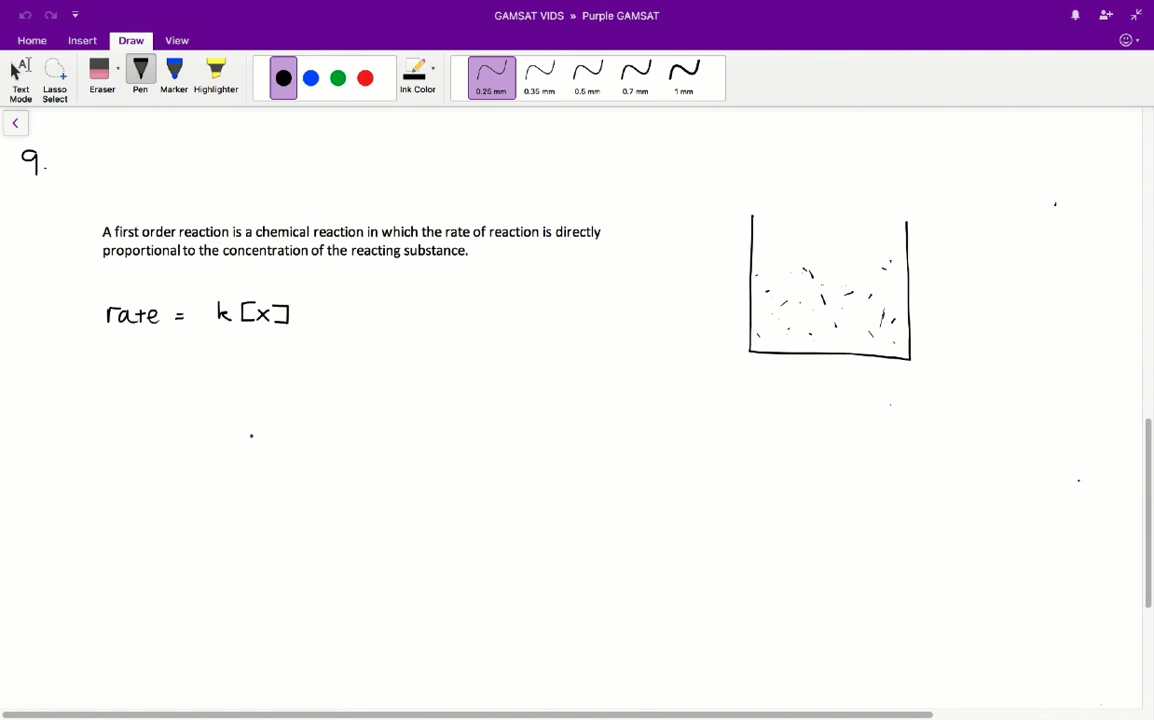 GAMSAT VIDS » Purple GAMSAT
Home Insert Draw View
Text Mode
Lasso Select
Eraser
Pen
Marker
Highlighter
Ink Color
0.25 mm
0.35 mm
0.5 mm
0.7 mm
1 mm
9.
A first order reaction is a chemical reaction in which the rate of reaction is directly
proportional to the concentration of the reacting substance.
rate = k [x]